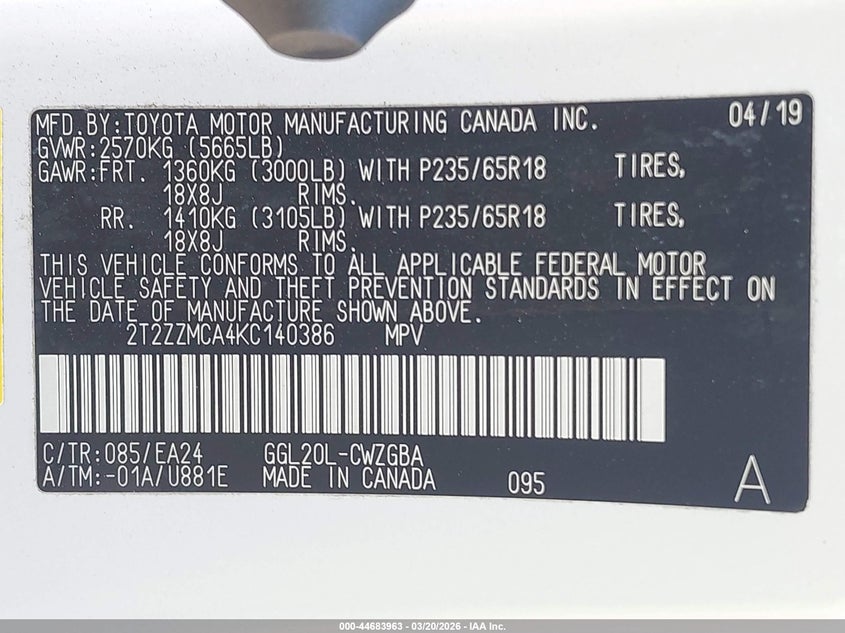 MFD.BY:TOYOTA MOTOR MANUFACTURING CANADA INC. 04/19
GVWR:2570KG (5665LB)
GAWR:FRT. 1360KG (3000LB) WITH P235/65R18 TIRES,
18X8J RIMS.
RR. 1410KG (3105LB) WITH P235/65R18 TIRES,
18X8J RIMS.
THIS VEHICLE CONFORMS TO ALL APPLICABLE FEDERAL MOTOR
VEHICLE SAFETY AND THEFT PREVENTION STANDARDS IN EFFECT ON
THE DATE OF MANUFACTURE SHOWN ABOVE.
2T2ZZMCA4KC140386 MPV
C/TR:085/EA24 GGL20L-CWZGBA
A/TM:-01A/U881E MADE IN CANADA 095 A
000-44683963 | 03/20/2026 - IAA Inc.